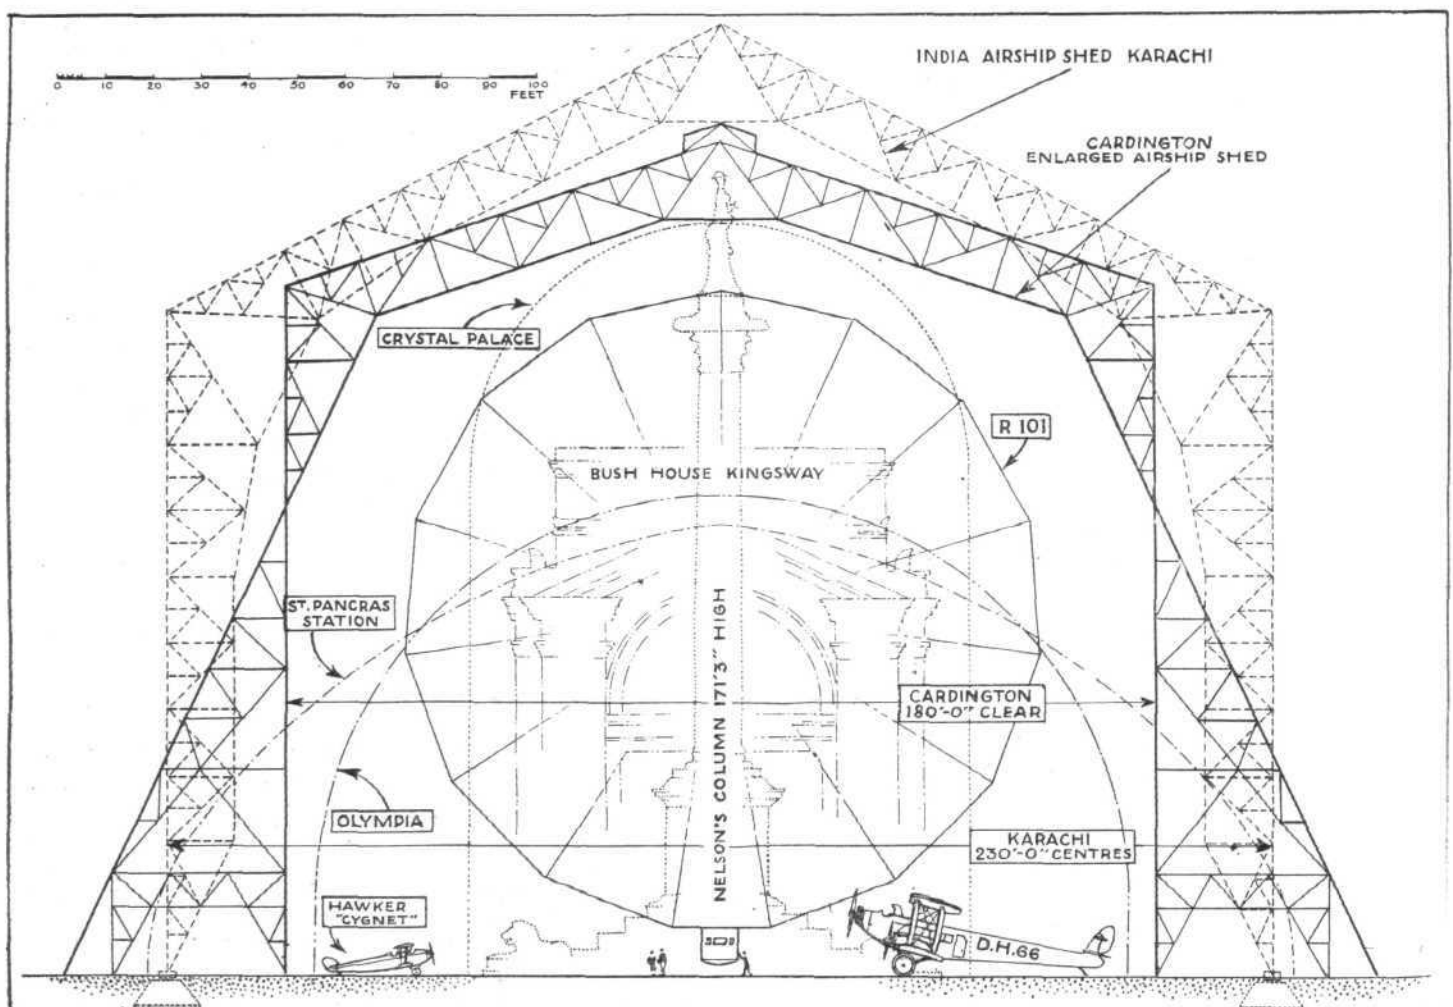 INDIA AIRSHIP SHED KARACHI
0 10 20 30 40 50 60 70 80 90 100
FEET
CARDINGTON
ENLARGED AIRSHIP SHED
CRYSTAL PALACE
R 101
BUSH HOUSE KINGSWAY
ST. PANCRAS
STATION
NELSON'S COLUMN 171'3" HIGH
CARDINGTON
180'-0" CLEAR
OLYMPIA
KARACHI
230'-0" CENTRES
HAWKER
"CYGNET"
D.H.66